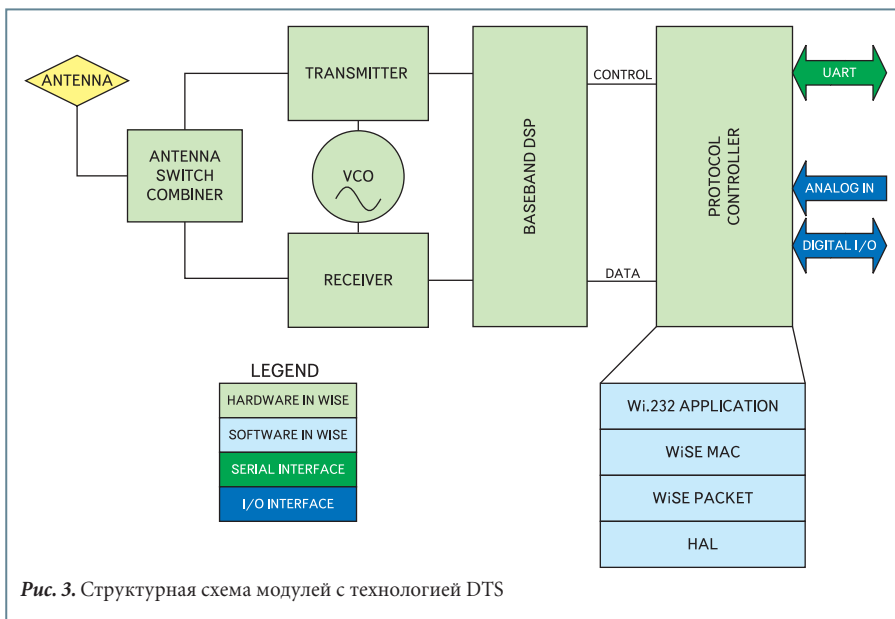 ANTENNA
ANTENNA
SWITCH
COMBINER
TRANSMITTER
VCO
RECEIVER
BASEBAND DSP
CONTROL
DATA
PROTOCOL
CONTROLLER
UART
ANALOG IN
DIGITAL I/O
LEGEND
HARDWARE IN WISE
SOFTWARE IN WISE
SERIAL INTERFACE
I/O INTERFACE
Wi.232 APPLICATION
WiSE MAC
WiSE PACKET
HAL
Рис. 3. Структурная схема модулей с технологией DTS